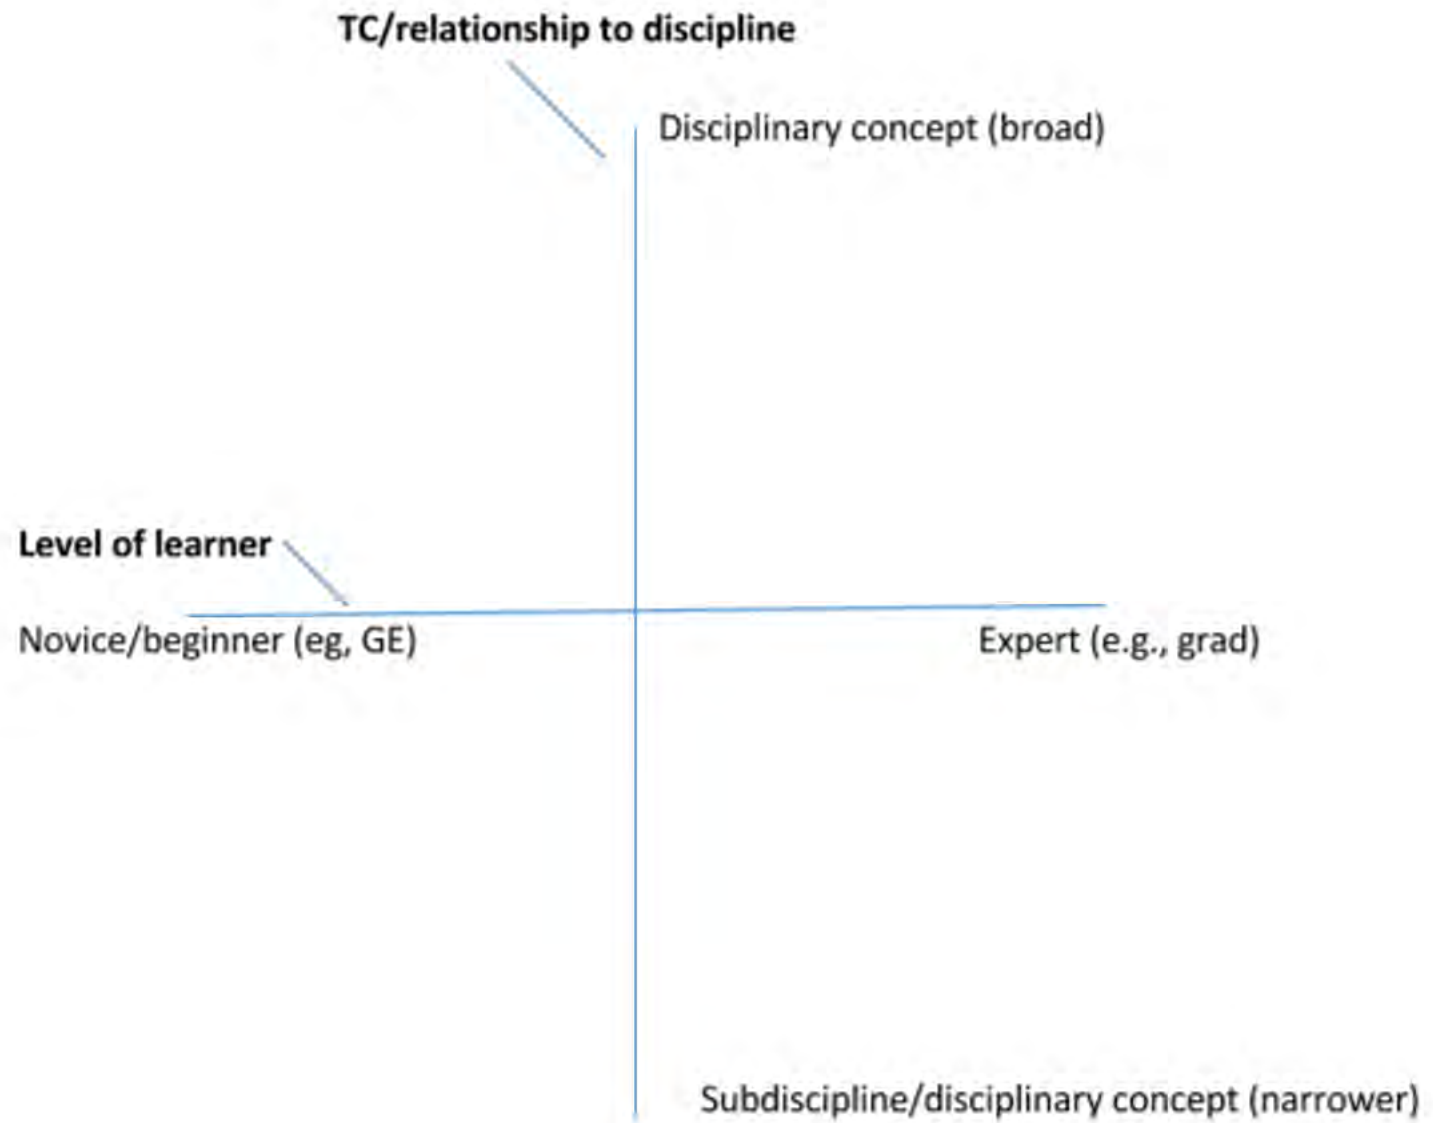 TC/relationship to discipline
Disciplinary concept (broad)
Level of learner
Novice/beginner (eg, GE)
Expert (e.g., grad)
Subdiscipline/disciplinary concept (narrower)